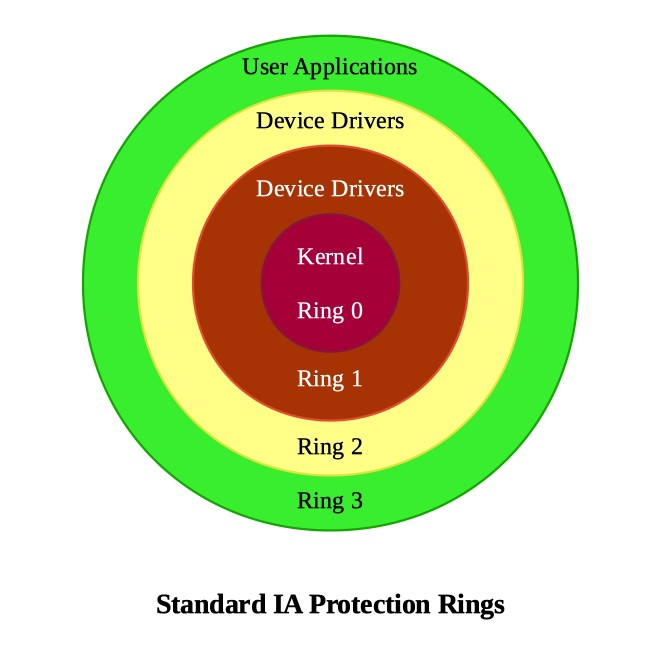 User Applications
Device Drivers
Device Drivers
Kernel
Ring 0
Ring 1
Ring 2
Ring 3
Standard IA Protection Rings